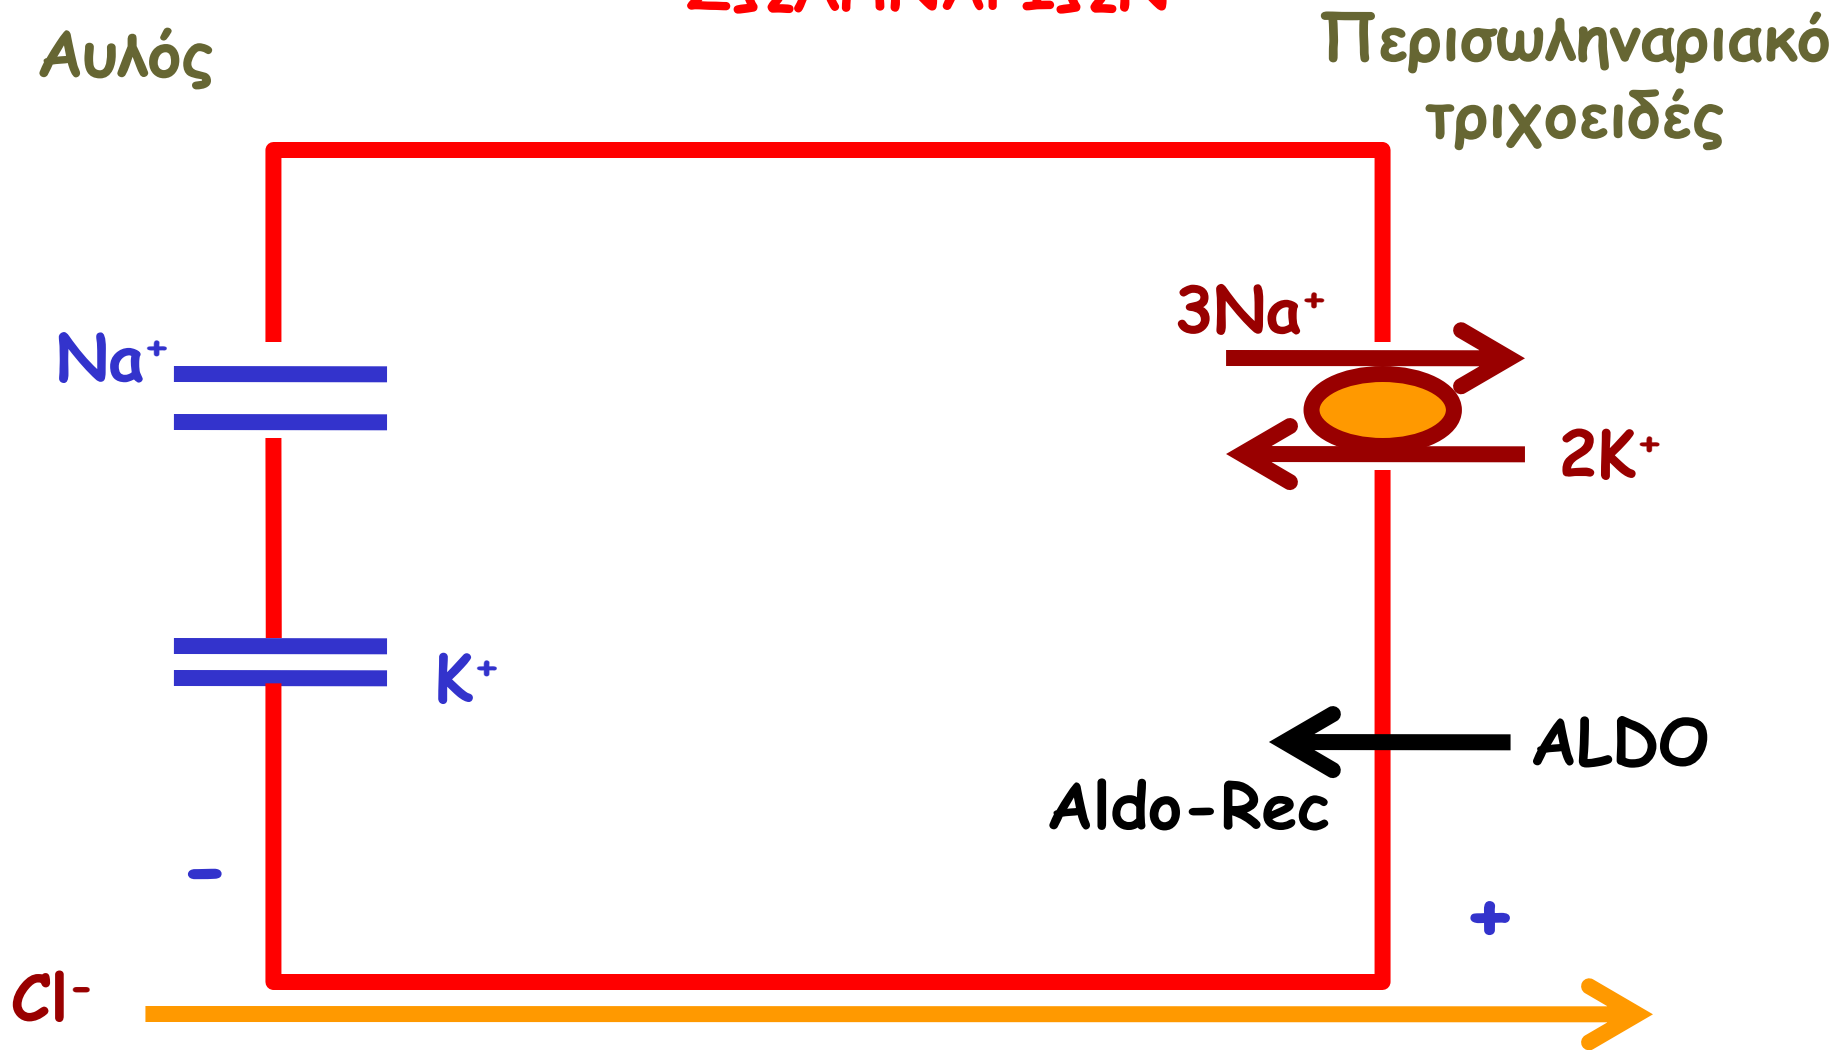 Αυλός
Περισωληναριακό
τριχοειδές
3Na⁺
Na⁺
2K⁺
K⁺
ALDO
Aldo-Rec
-
+
Cl⁻